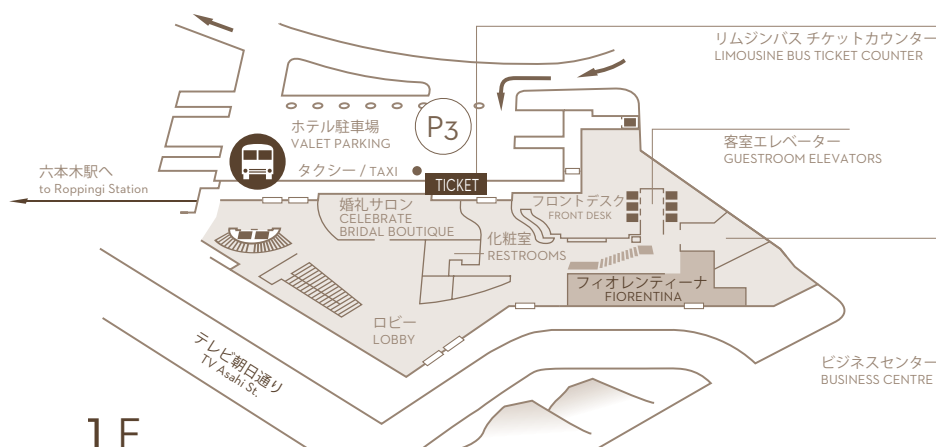 リムジンバス チケットカウンター
LIMOUSINE BUS TICKET COUNTER
P3
ホテル駐車場
VALET PARKING
客室エレベーター
GUESTROOM ELEVATORS
六本木駅へ
to Roppingi Station
タクシー / TAXI
TICKET
婚礼サロン
CELEBRATE
BRIDAL BOUTIQUE
フロントデスク
FRONT DESK
化粧室
RESTROOMS
フィオレンティーナ
FIORENTINA
ロビー
LOBBY
テレビ朝日通り
TV Asahi St.
ビジネスセンター
BUSINESS CENTRE
1F